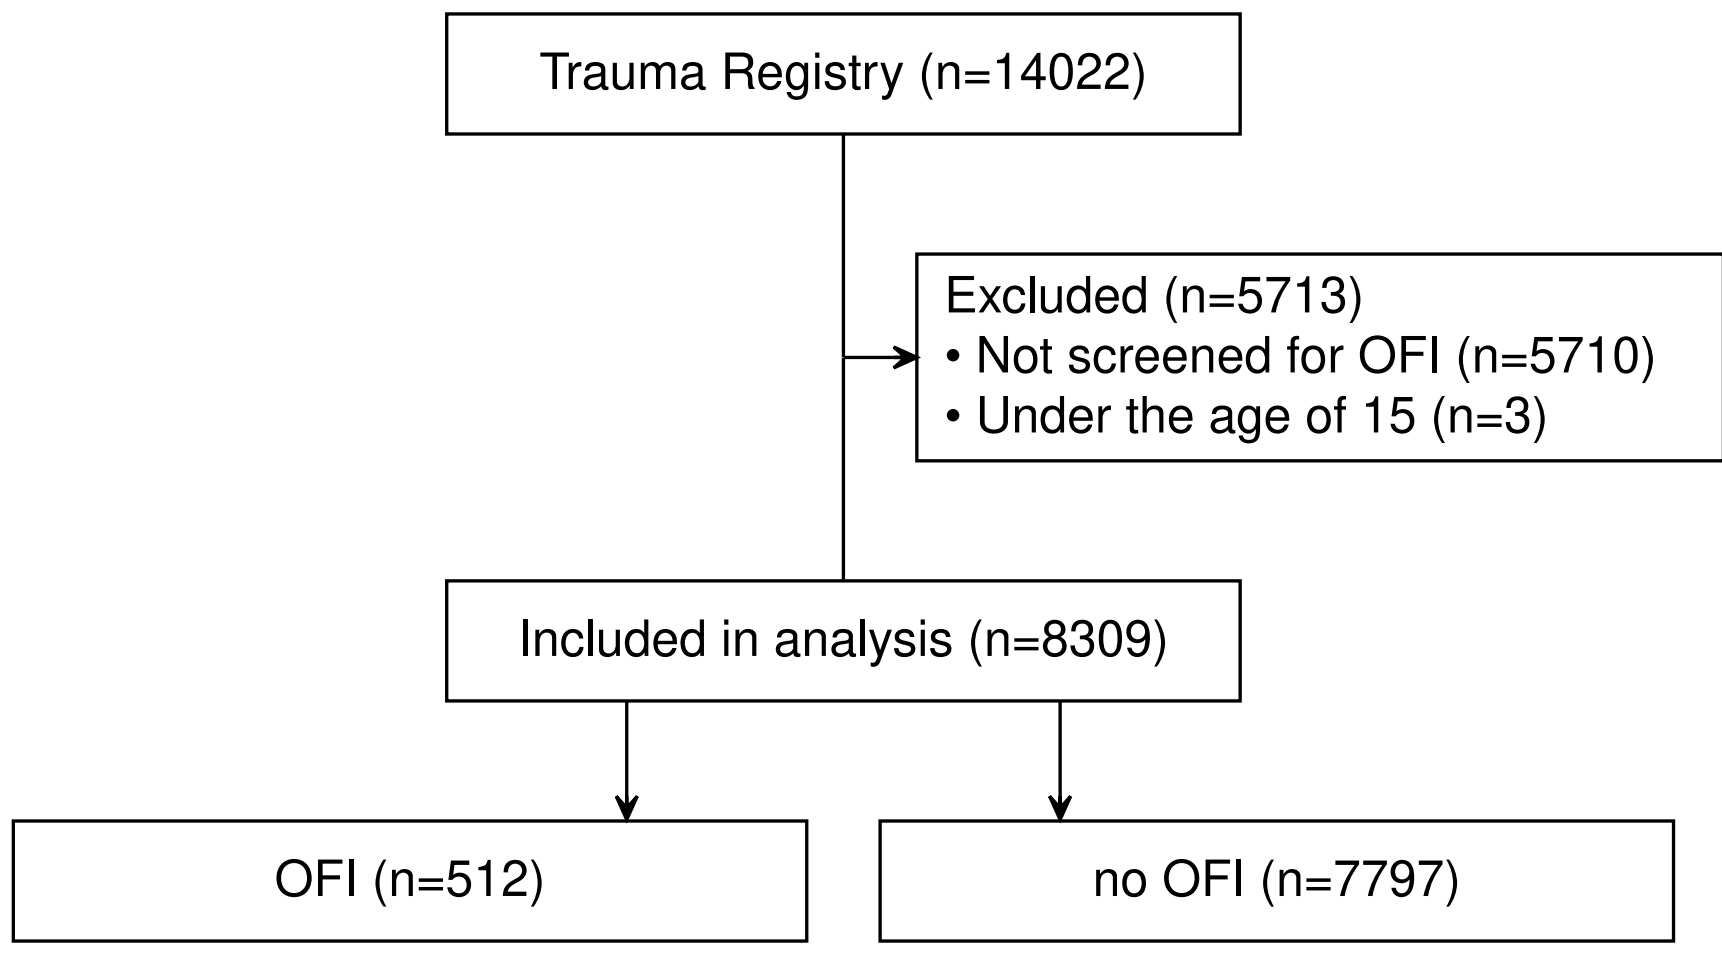 Trauma Registry (n=14022)
Excluded (n=5713)
• Not screened for OFI (n=5710)
• Under the age of 15 (n=3)
Included in analysis (n=8309)
OFI (n=512)
no OFI (n=7797)